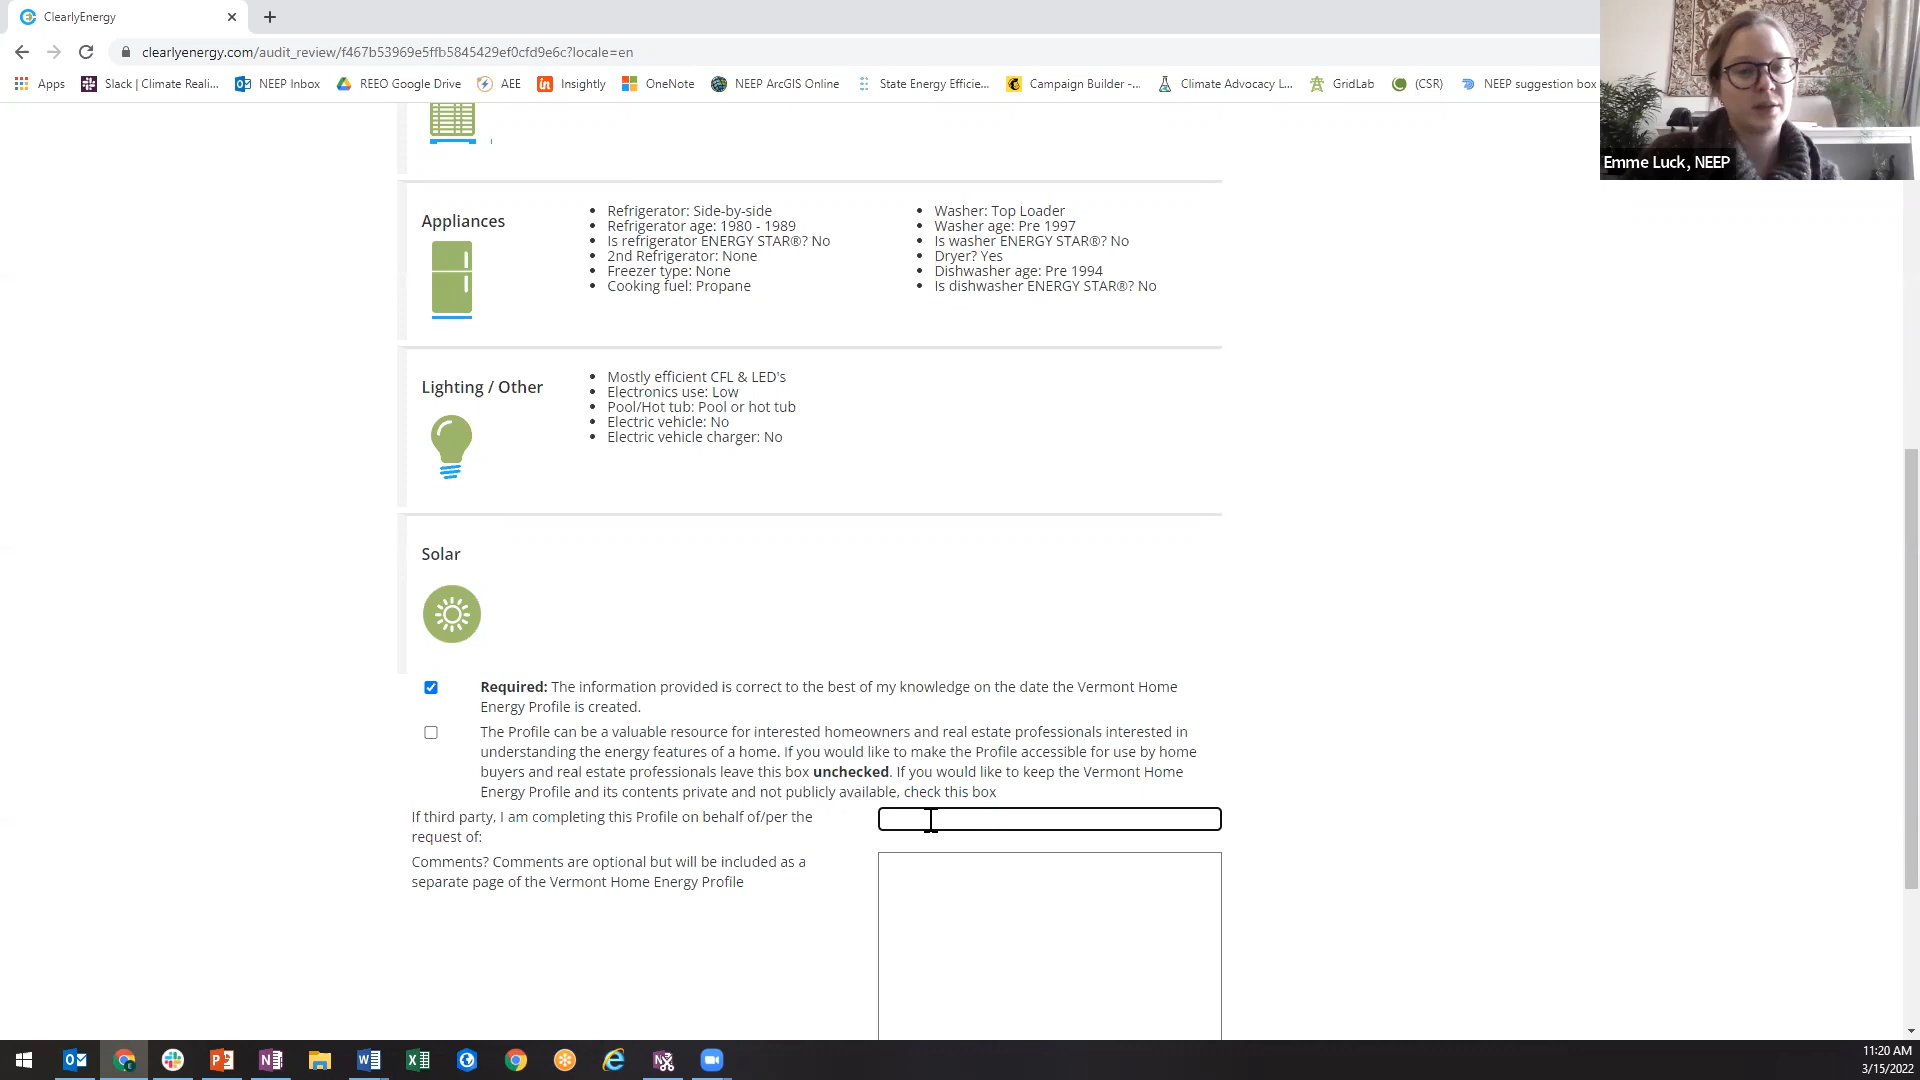 ClearlyEnergy
clearlyenergy.com/audit_review/f467b53969e5ffb5845429ef0cfd9e6c?locale=en
Apps
Slack | Climate Reali...
NEEP Inbox
REEO Google Drive
AEE
Insightly
OneNote
NEEP ArcGIS Online
State Energy Efficie...
Campaign Builder -...
Climate Advocacy L...
GridLab
(CSR)
NEEP suggestion box
Emme Luck, NEEP
Appliances
Refrigerator: Side-by-side
Refrigerator age: 1980 - 1989
Is refrigerator ENERGY STAR®? No
2nd Refrigerator: None
Freezer type: None
Cooking fuel: Propane
Washer: Top Loader
Washer age: Pre 1997
Is washer ENERGY STAR®? No
Dryer? Yes
Dishwasher age: Pre 1994
Is dishwasher ENERGY STAR®? No
Lighting / Other
Mostly efficient CFL & LED's
Electronics use: Low
Pool/Hot tub: Pool or hot tub
Electric vehicle: No
Electric vehicle charger: No
Solar
Required: The information provided is correct to the best of my knowledge on the date the Vermont Home
Energy Profile is created.
The Profile can be a valuable resource for interested homeowners and real estate professionals interested in
understanding the energy features of a home. If you would like to make the Profile accessible for use by home
buyers and real estate professionals leave this box unchecked. If you would like to keep the Vermont Home
Energy Profile and its contents private and not publicly available, check this box
If third party, I am completing this Profile on behalf of/per the
request of:
Comments? Comments are optional but will be included as a
separate page of the Vermont Home Energy Profile
11:20 AM
3/15/2022